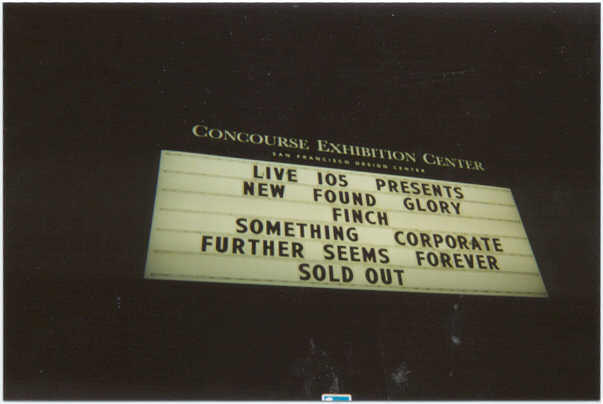 CONCOURSE EXHIBITION CENTER
SAN FRANCISCO DESIGN CENTER
LIVE 105 PRESENTS
NEW FOUND GLORY
FINCH
SOMETHING CORPORATE
FURTHER SEEMS FOREVER
SOLD OUT